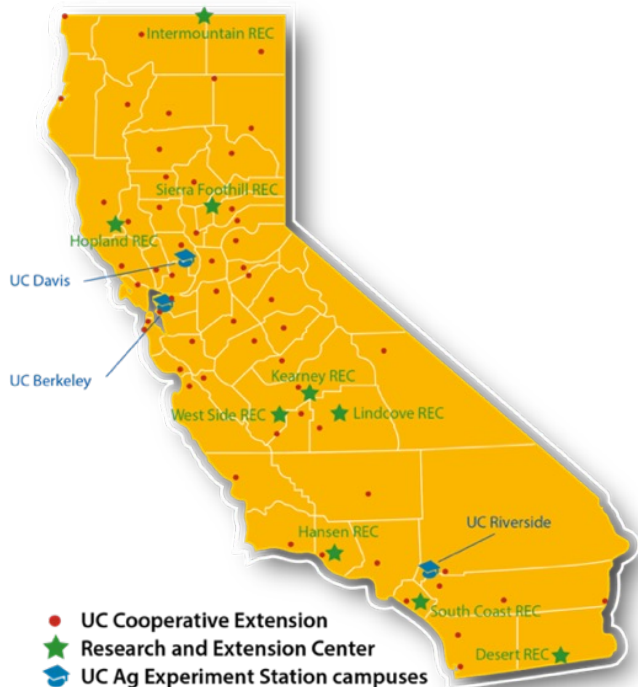 Intermountain REC
Sierra Foothill REC
Hopland REC
UC Davis
UC Berkeley
Kearney REC
West Side REC
Lindcove REC
UC Riverside
Hansen REC
South Coast REC
Desert REC
UC Cooperative Extension
Research and Extension Center
UC Ag Experiment Station campuses